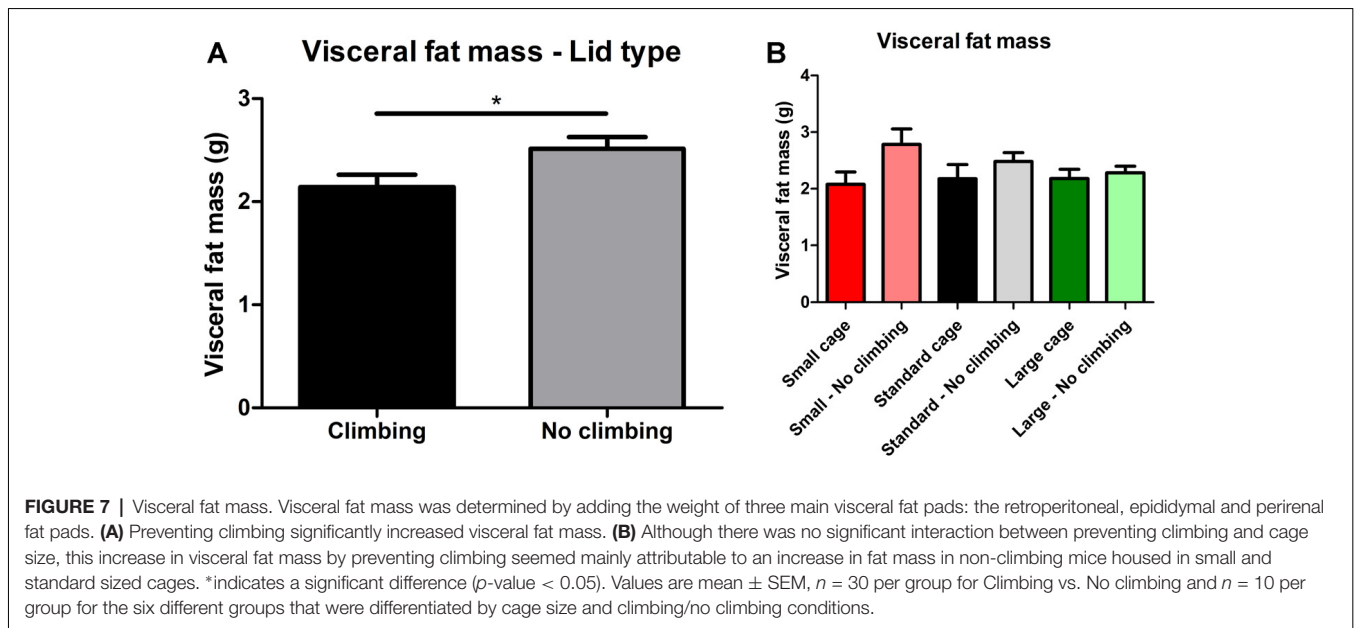 A
Visceral fat mass - Lid type
Visceral fat mass (g)
3
2
1
0
*
Climbing
No climbing
B
Visceral fat mass
Visceral fat mass (g)
4
3
2
1
0
Small cage
Small - No climbing
Standard cage
Standard - No climbing
Large cage
Large - No climbing
FIGURE 7 | Visceral fat mass. Visceral fat mass was determined by adding the weight of three main visceral fat pads: the retroperitoneal, epididymal and perirenal
fat pads. (A) Preventing climbing significantly increased visceral fat mass. (B) Although there was no significant interaction between preventing climbing and cage
size, this increase in visceral fat mass by preventing climbing seemed mainly attributable to an increase in fat mass in non-climbing mice housed in small and
standard sized cages. *indicates a significant difference (p-value < 0.05). Values are mean ± SEM, n = 30 per group for Climbing vs. No climbing and n = 10 per
group for the six different groups that were differentiated by cage size and climbing/no climbing conditions.